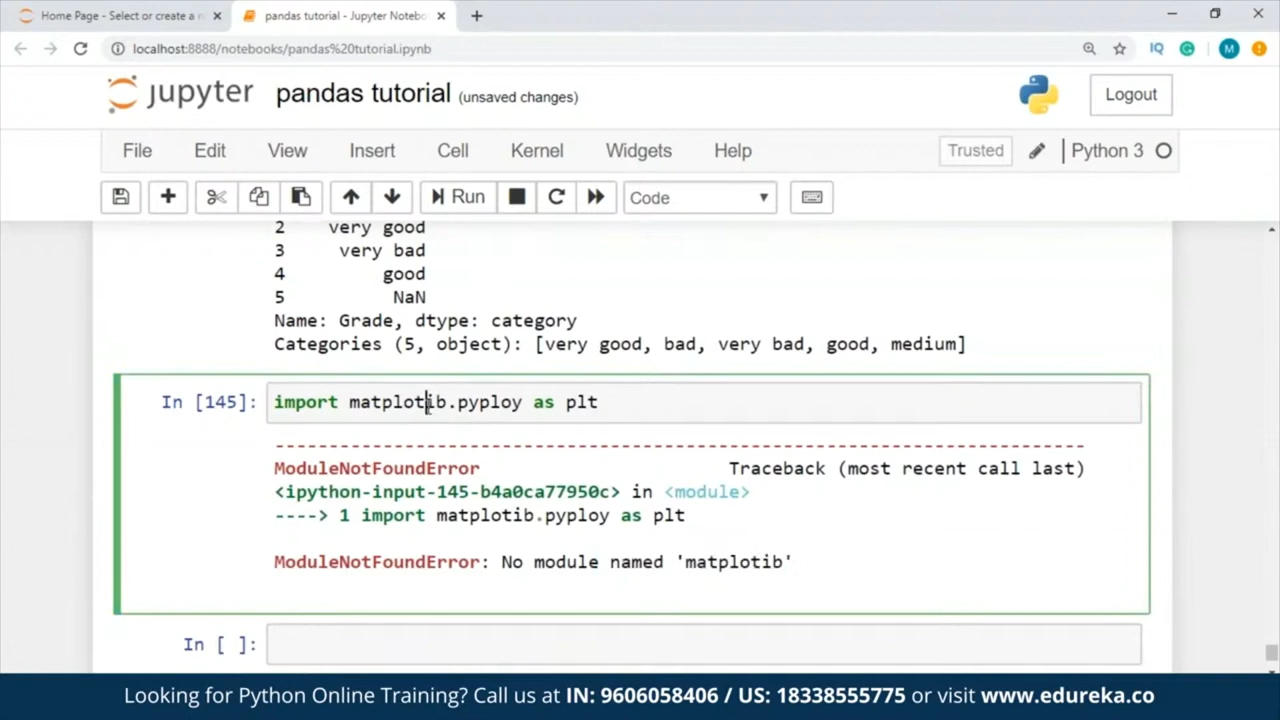 Home Page - Select or create a n
pandas tutorial - Jupyter Notebo
localhost:8888/notebooks/pandas%20tutorial.ipynb
IQ
M
jupyter pandas tutorial (unsaved changes)
Logout
File Edit View Insert Cell Kernel Widgets Help Trusted Python 3
Run Code
2 very good
3 very bad
4 good
5 NaN
Name: Grade, dtype: category
Categories (5, object): [very good, bad, very bad, good, medium]
In [145]: import matplotib.pyploy as plt
---------------------------------------------------------------------------
ModuleNotFoundError Traceback (most recent call last)
<ipython-input-145-b4a0ca77950c> in <module>
----> 1 import matplotib.pyploy as plt
ModuleNotFoundError: No module named 'matplotib'
In [ ]:
Looking for Python Online Training? Call us at IN: 9606058406 / US: 18338555775 or visit www.edureka.co